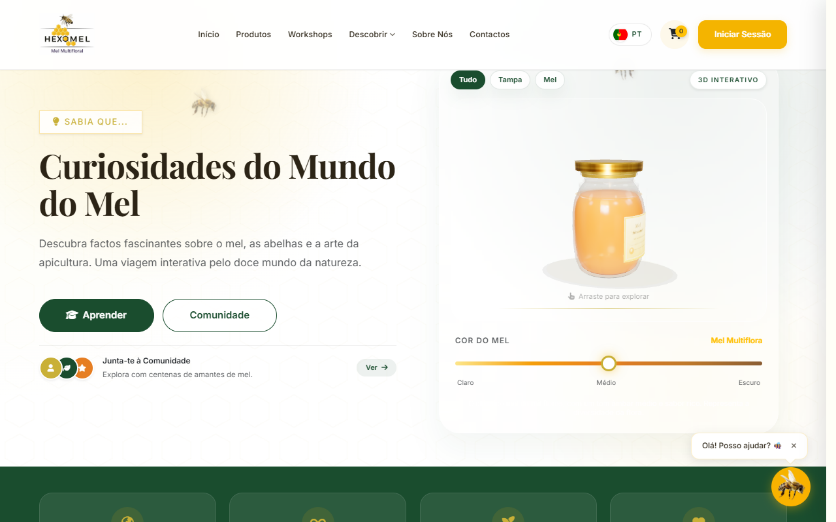 HEXOMEL
Mel Multifloral
Início
Produtos
Workshops
Descobrir
Sobre Nós
Contactos
PT
0
Iniciar Sessão
Tudo
Tampa
Mel
3D INTERATIVO
SABIA QUE...
Curiosidades do Mundo
do Mel
Descubra factos fascinantes sobre o mel, as abelhas e a arte da
apicultura. Uma viagem interativa pelo doce mundo da natureza.
Aprender
Comunidade
Junta-te à Comunidade
Explora com centenas de amantes de mel.
Ver →
Arraste para explorar
COR DO MEL
Mel Multiflora
Claro
Médio
Escuro
Olá! Posso ajudar? 🐝
×